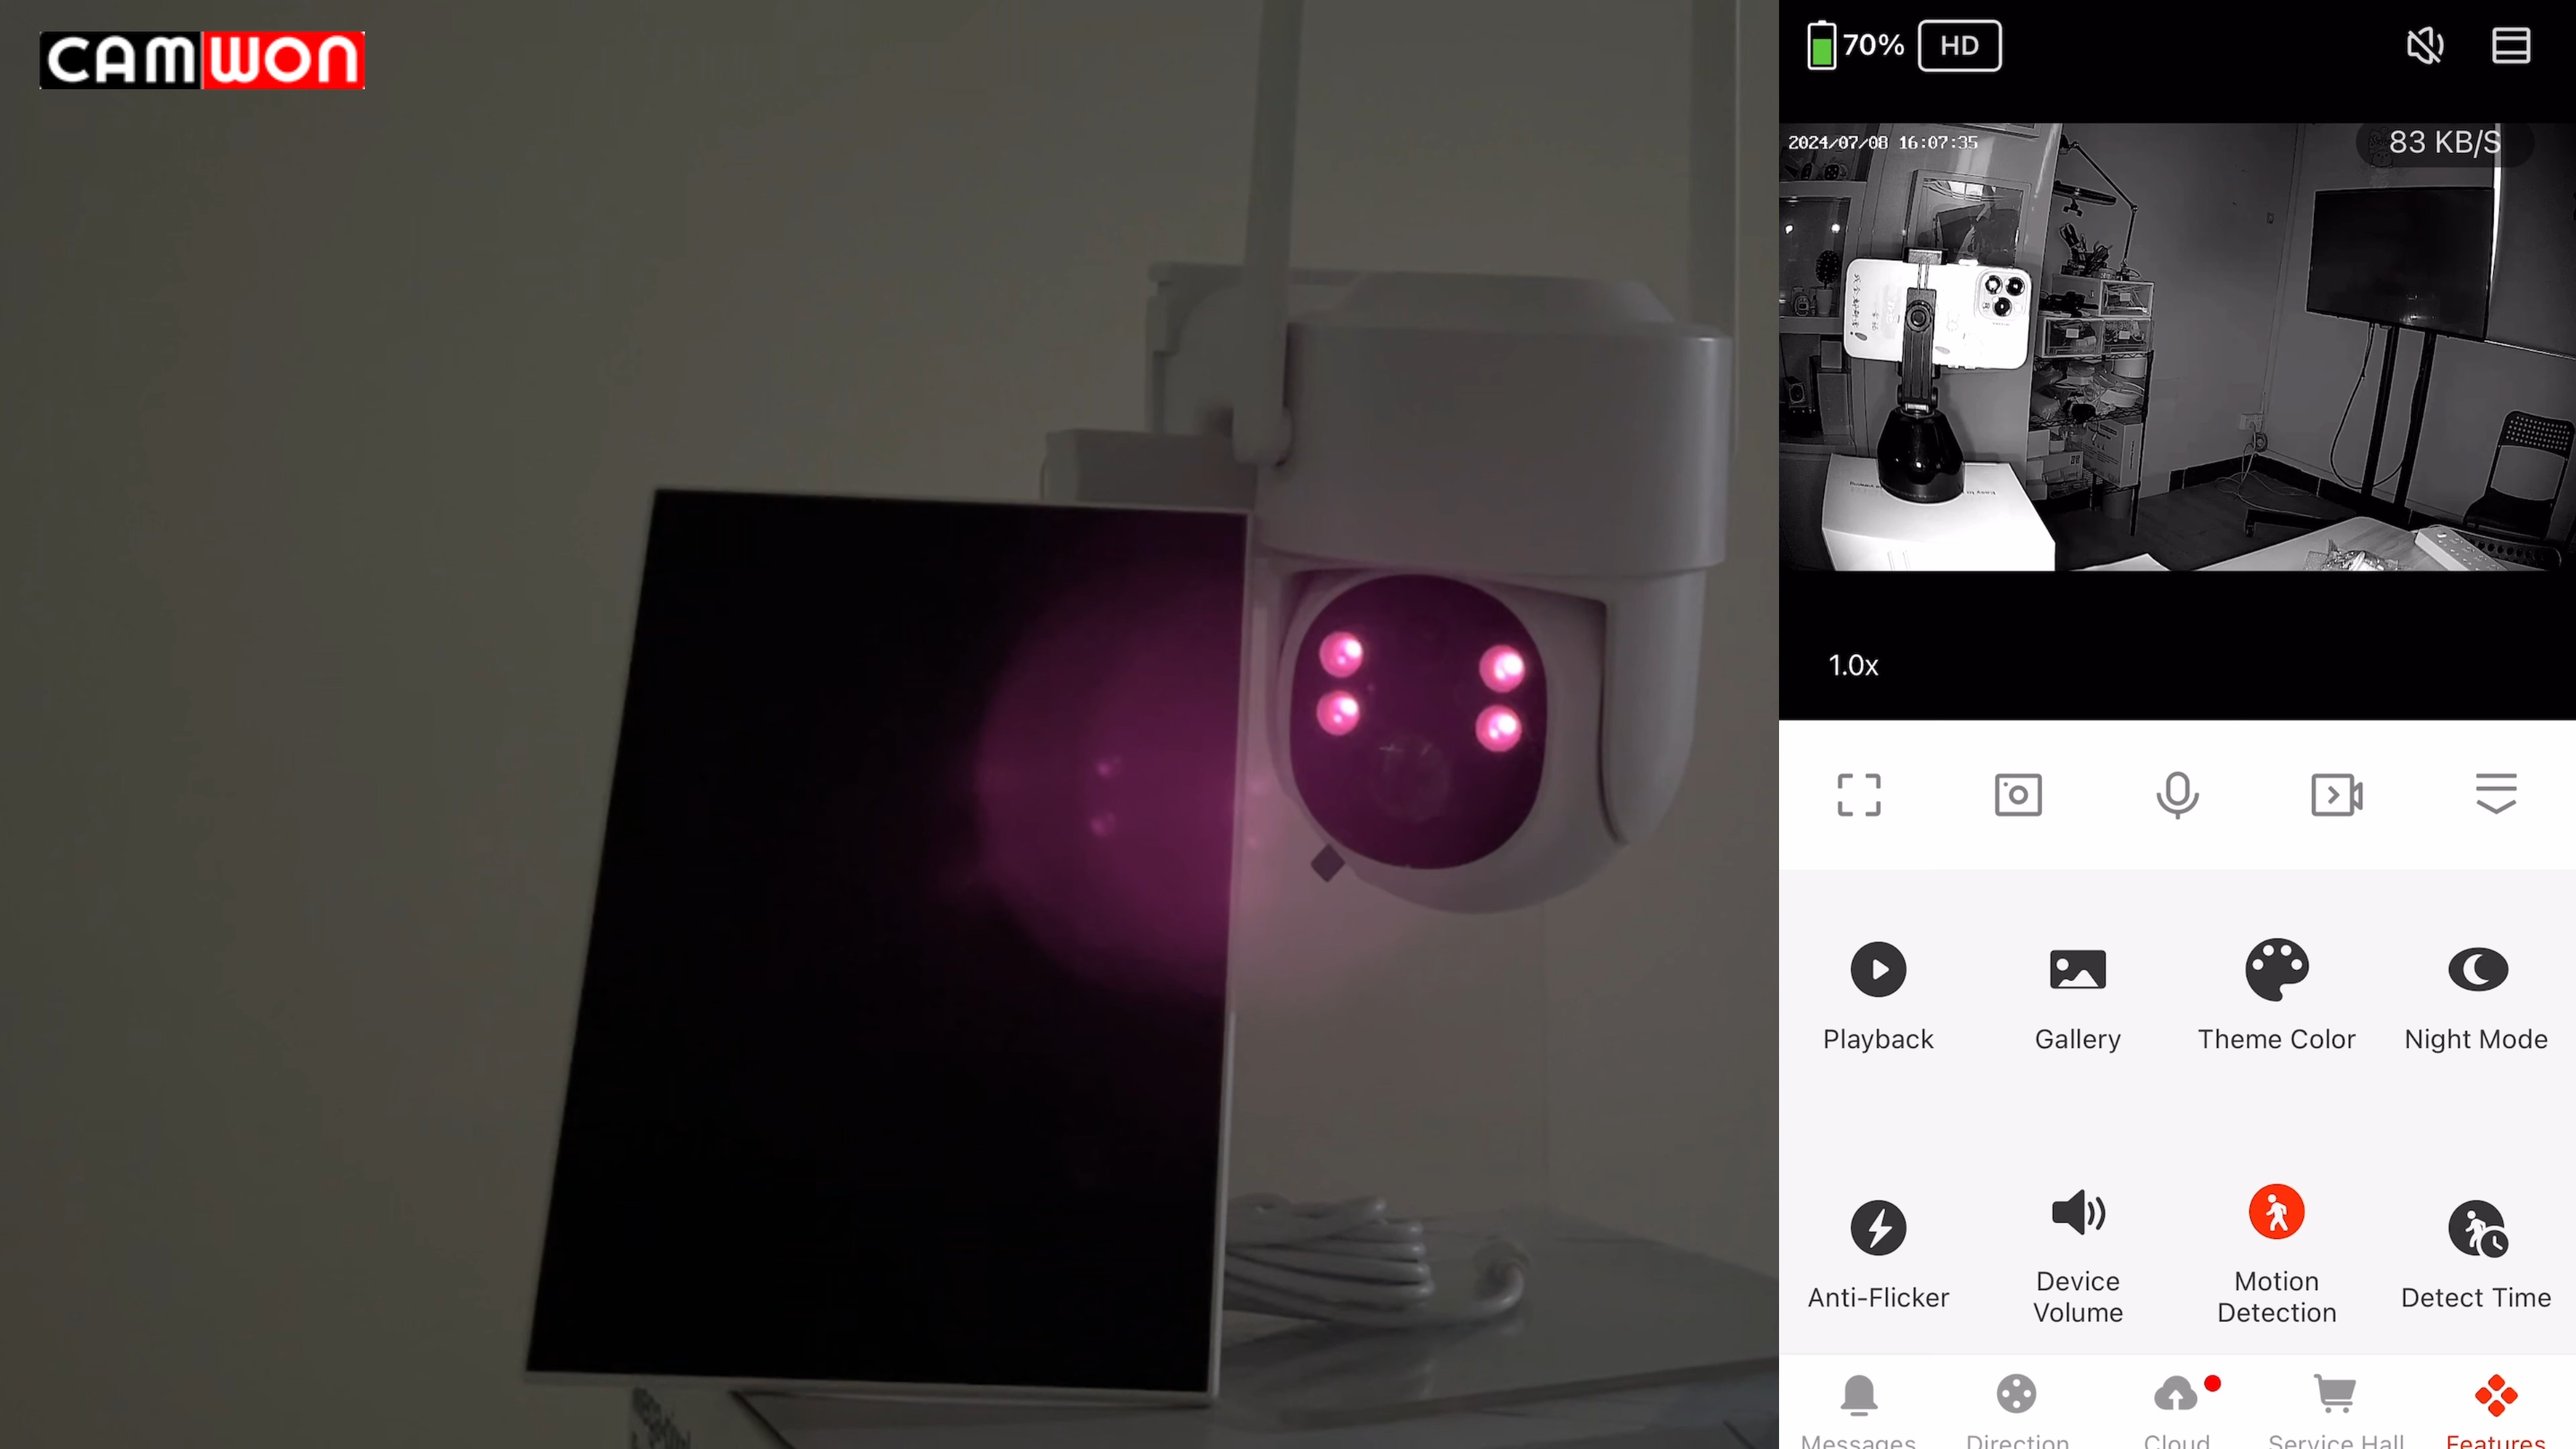 CAMWON
70%
HD
2024/07/08 16:07:35
83 KB/S
1.0x
Playback
Gallery
Theme Color
Night Mode
Anti-Flicker
Device
Volume
Motion
Detection
Detect Time
Messages
Direction
Cloud
Service Hall
Features